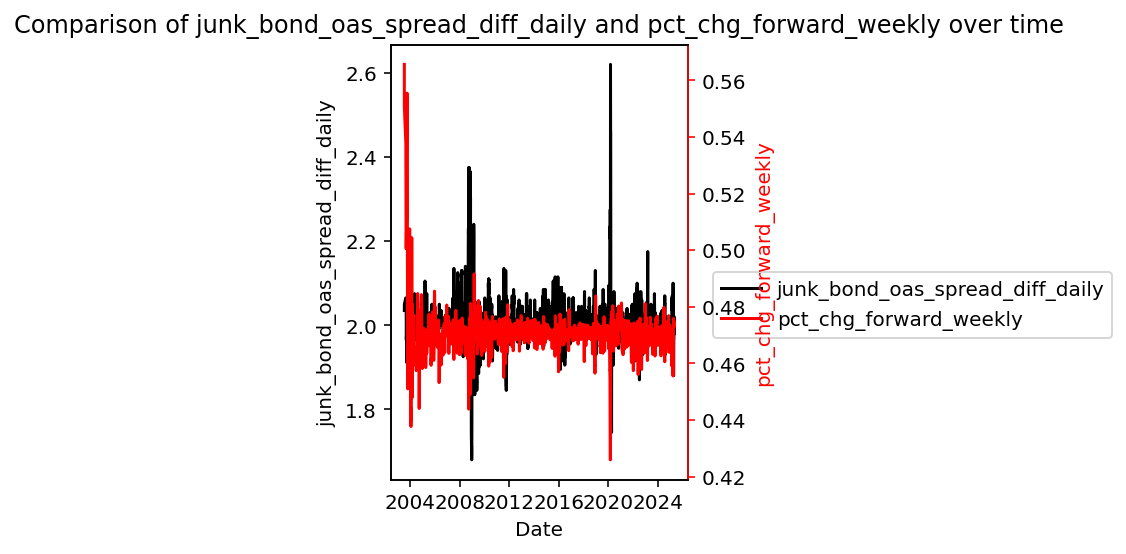 Comparison of junk_bond_oas_spread_diff_daily and pct_chg_forward_weekly over time
junk_bond_oas_spread_diff_daily
2.6
2.4
2.2
2.0
1.8
0.56
0.54
0.52
0.50
0.48
0.46
0.44
0.42
pct_chg_forward_weekly
junk_bond_oas_spread_diff_daily
pct_chg_forward_weekly
2004 2008 2012 2016 2020 2024
Date